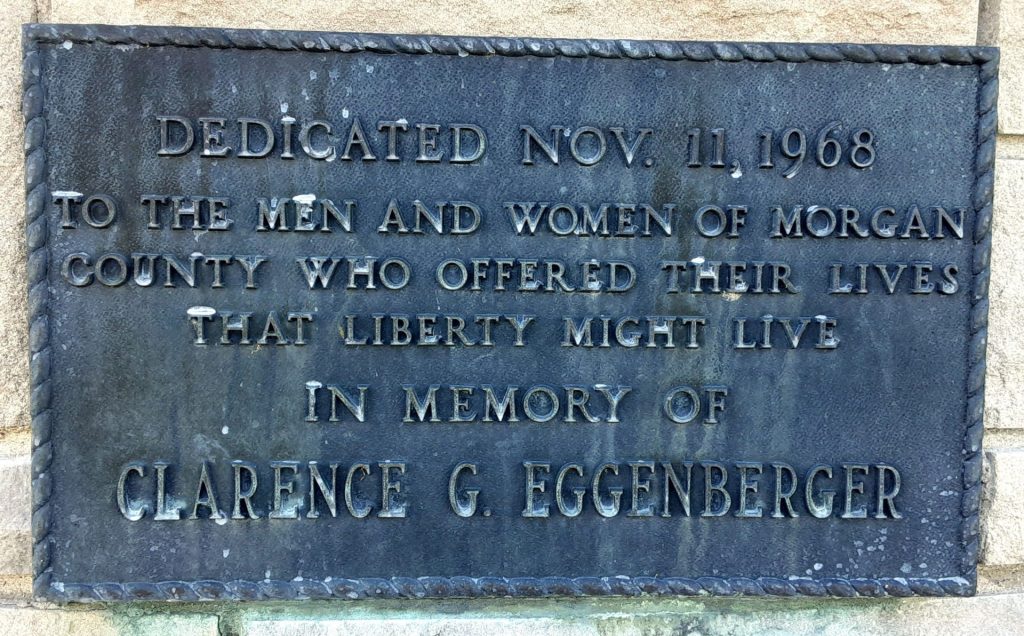 DEDICATED NOV. 11, 1968
TO THE MEN AND WOMEN OF MORGAN
COUNTY WHO OFFERED THEIR LIVES
THAT LIBERTY MIGHT LIVE
IN MEMORY OF
CLARENCE G. EGGENBERGER